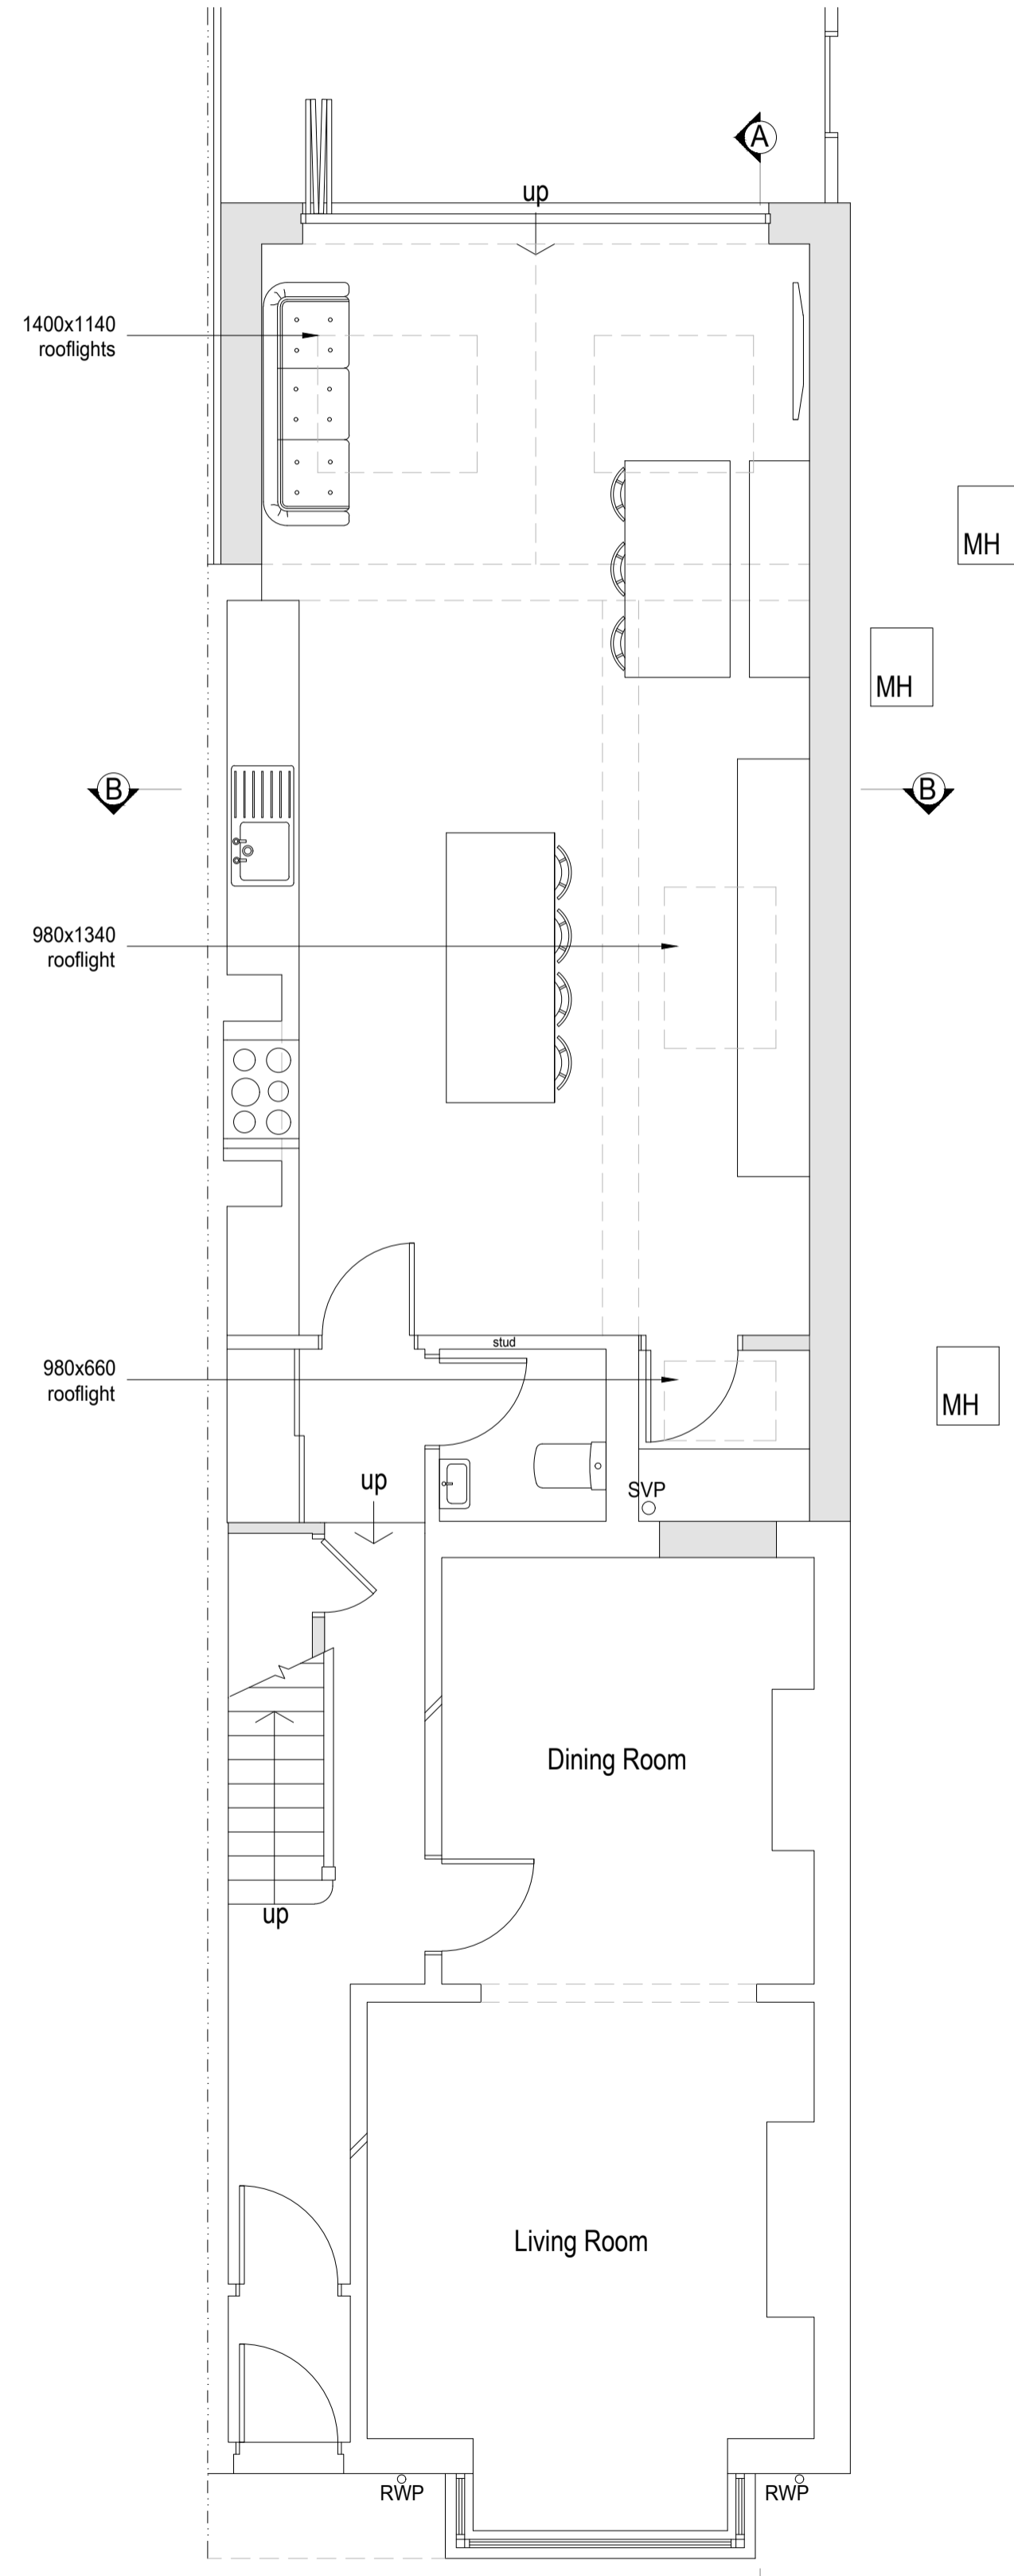 A
up
1400x1140
rooflights
MH
MH
B
B
980x1340
rooflight
stud
980x660
rooflight
MH
up
SVP
Dining Room
up
Living Room
RWP
RWP